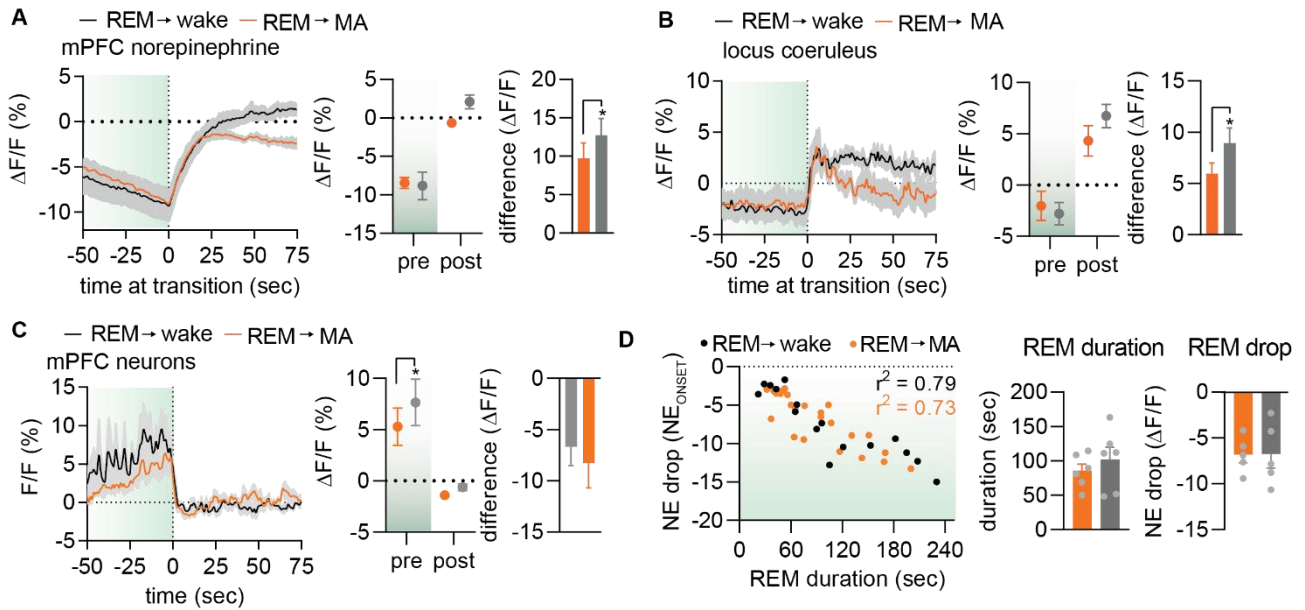 A
REM→wake REM→MA
mPFC norepinephrine
ΔF/F (%)
5
0
-5
-10
-50 -25 0 25 50 75
time at transition (sec)
ΔF/F (%)
10
5
0
-5
-10
-15
pre post
difference (ΔF/F)
20
15
10
5
0
*
B
REM→wake REM→MA
locus coeruleus
ΔF/F (%)
10
5
0
-5
-50 -25 0 25 50 75
time at transition (sec)
ΔF/F (%)
10
5
0
-5
pre post
difference (ΔF/F)
15
10
5
0
*
C
REM→wake REM→MA
mPFC neurons
F/F (%)
15
10
5
0
-5
-50 -25 0 25 50 75
time (sec)
ΔF/F (%)
10
5
0
-5
*
pre post
difference (ΔF/F)
0
-5
-10
-15
D
REM→wake REM→MA
NE drop (NEONSET)
0
-5
-10
-15
-20
r2 = 0.79
r2 = 0.73
0 60 120 180 240
REM duration (sec)
REM duration
duration (sec)
200
150
100
50
0
REM drop
NE drop (ΔF/F)
0
-5
-10
-15